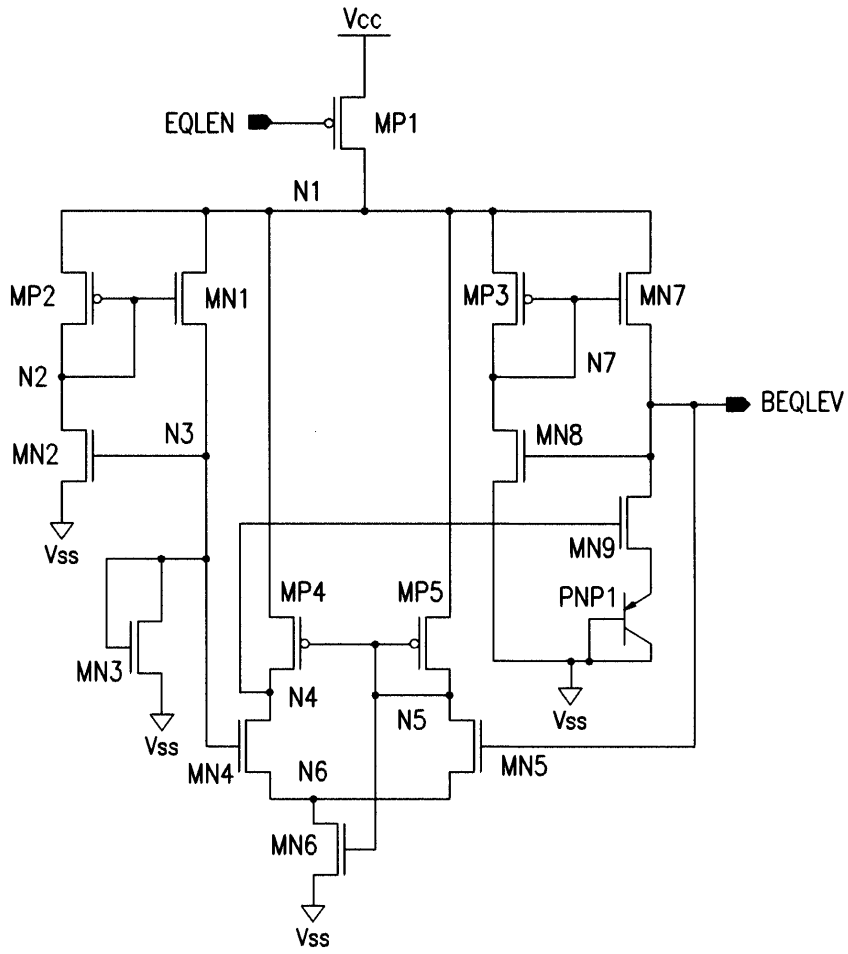 Vcc
EQLEN
MP1
N1
MP2
MN1
MP3
MN7
N2
N7
BEQLEV
MN2
N3
MN8
Vss
MN9
MP4
MP5
PNP1
MN3
N4
N5
Vss
Vss
MN4
N6
MN5
MN6
Vss